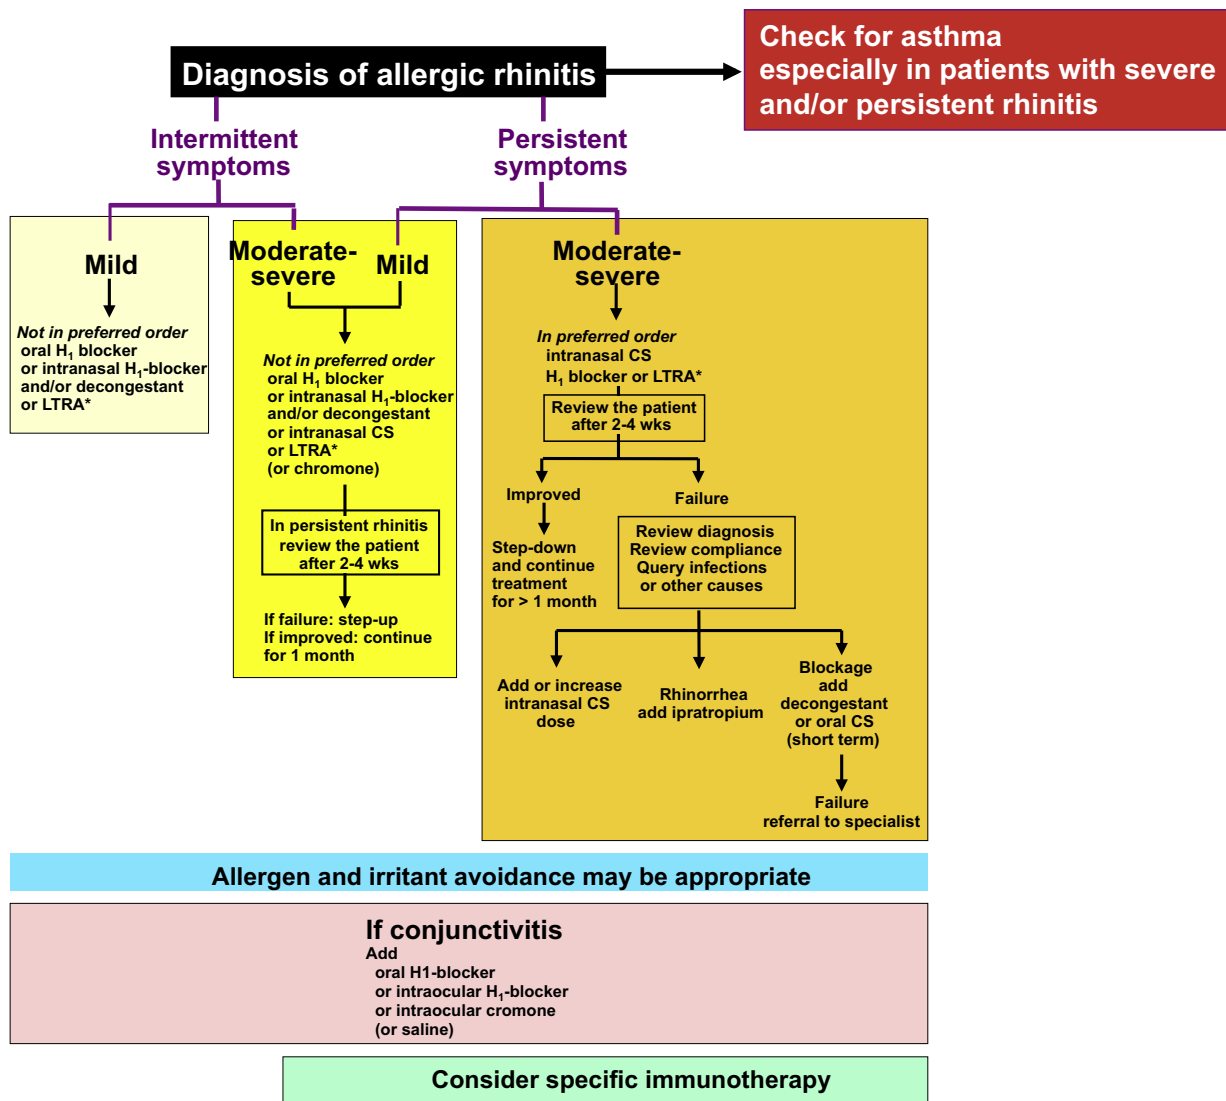 Diagnosis of allergic rhinitis
Check for asthma
especially in patients with severe
and/or persistent rhinitis
Intermittent
symptoms
Persistent
symptoms
Mild
Not in preferred order
oral H₁ blocker
or intranasal H₁-blocker
and/or decongestant
or LTRA*
Moderate-
severe
Mild
Not in preferred order
oral H₁ blocker
or intranasal H₁-blocker
and/or decongestant
or intranasal CS
or LTRA*
(or chromone)
In persistent rhinitis
review the patient
after 2-4 wks
If failure: step-up
If improved: continue
for 1 month
Moderate-
severe
In preferred order
intranasal CS
H₁ blocker or LTRA*
Review the patient
after 2-4 wks
Improved
Step-down
and continue
treatment
for > 1 month
Failure
Review diagnosis
Review compliance
Query infections
or other causes
Add or increase
intranasal CS
dose
Rhinorrhea
add ipratropium
Blockage
add
decongestant
or oral CS
(short term)
Failure
referral to specialist
Allergen and irritant avoidance may be appropriate
If conjunctivitis
Add
oral H1-blocker
or intraocular H₁-blocker
or intraocular cromone
(or saline)
Consider specific immunotherapy